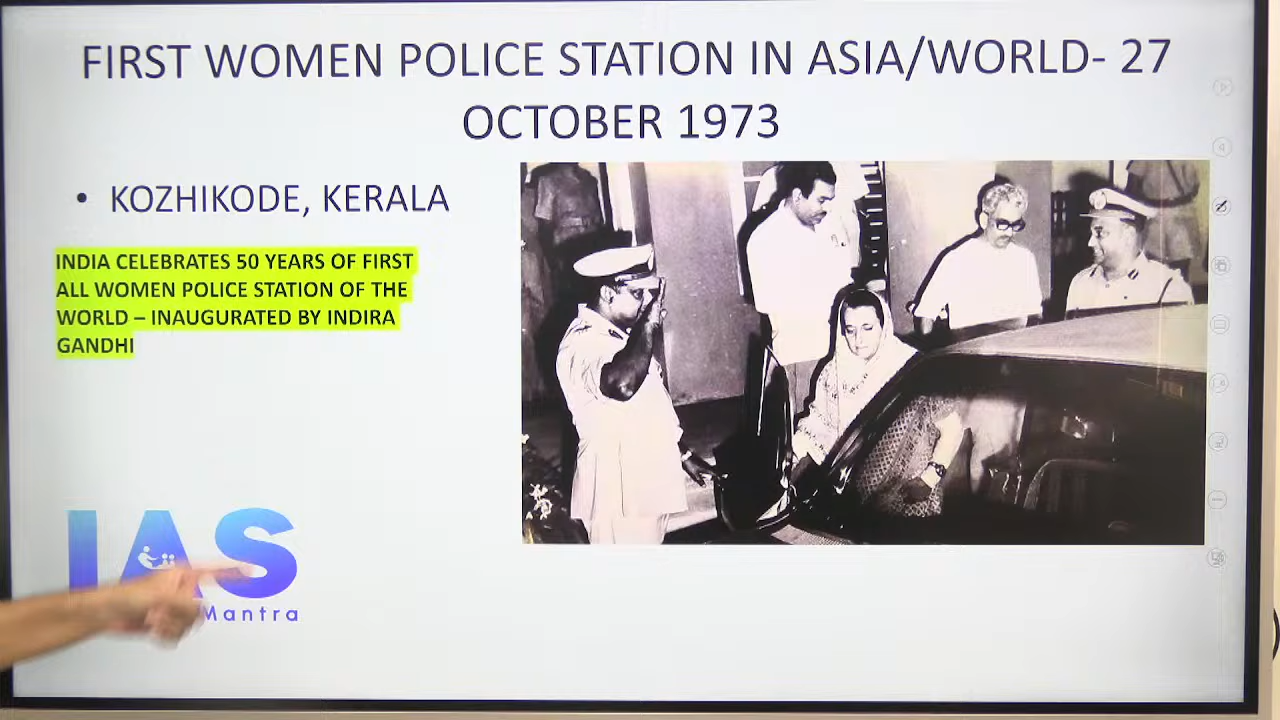 FIRST WOMEN POLICE STATION IN ASIA/WORLD- 27
OCTOBER 1973
• KOZHIKODE, KERALA
INDIA CELEBRATES 50 YEARS OF FIRST
ALL WOMEN POLICE STATION OF THE
WORLD – INAUGURATED BY INDIRA
GANDHI
IAS
Mantra